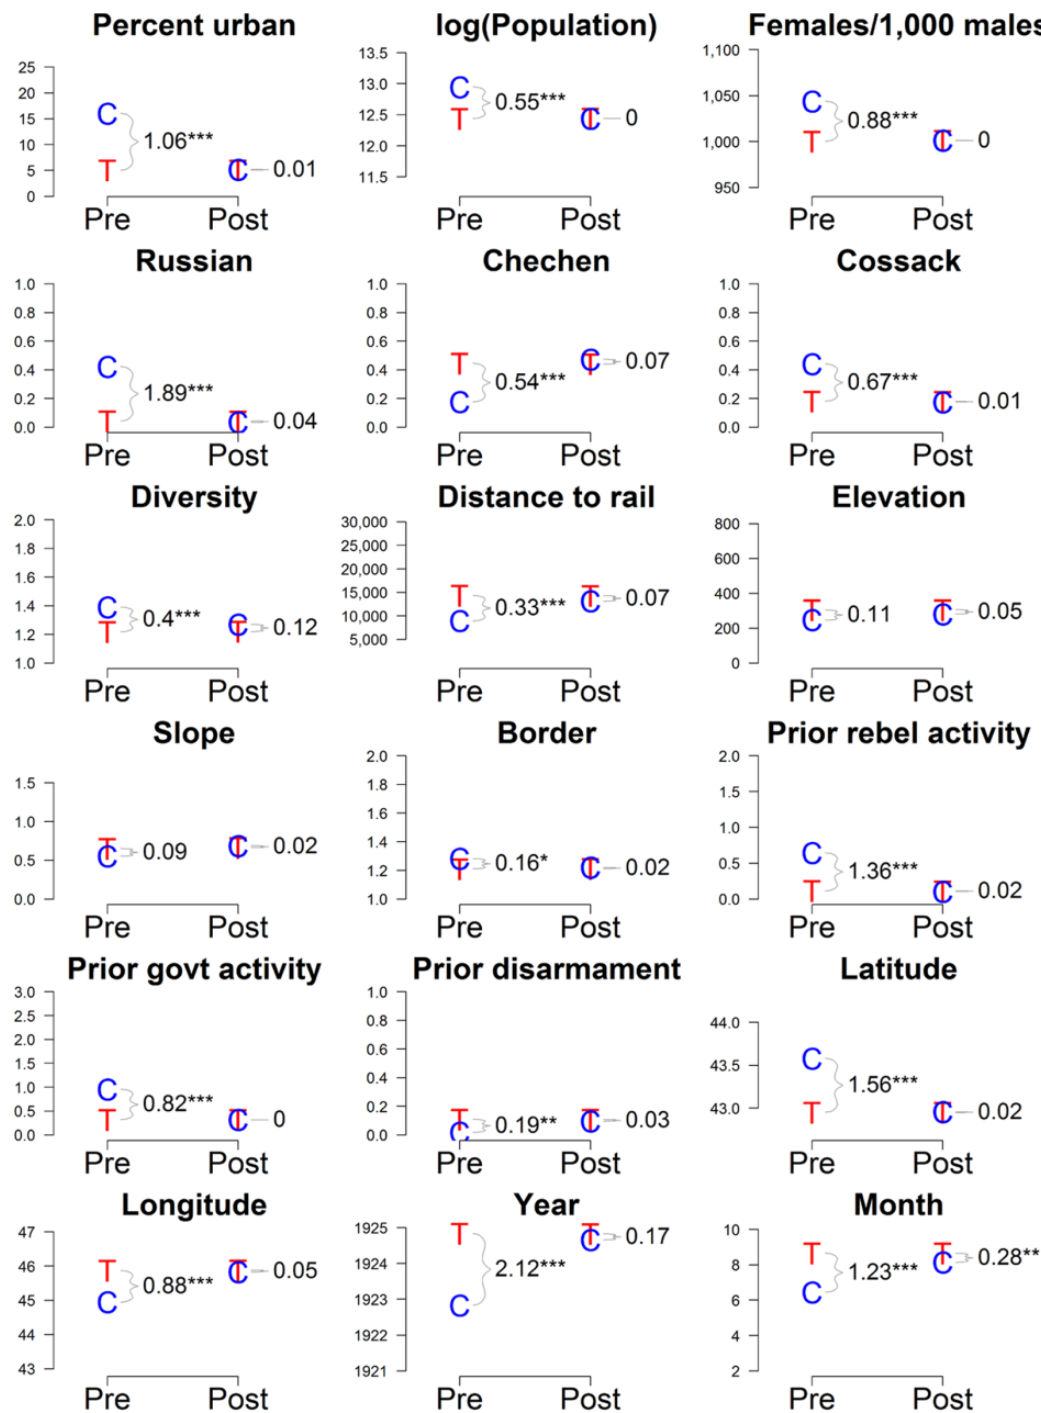 Percent urban
25
20
15
10
5
0
C
T
1.06***
C
T
0.01
Pre Post
log(Population)
13.5
13.0
12.5
12.0
11.5
C
T
0.55***
C
T
0
Pre Post
Females/1,000 males
1,100
1,050
1,000
950
C
T
0.88***
C
T
0
Pre Post
Russian
1.0
0.8
0.6
0.4
0.2
0.0
C
T
1.89***
C
T
0.04
Pre Post
Chechen
1.0
0.8
0.6
0.4
0.2
0.0
T
C
0.54***
C
T
0.07
Pre Post
Cossack
1.0
0.8
0.6
0.4
0.2
0.0
C
T
0.67***
C
T
0.01
Pre Post
Diversity
2.0
1.8
1.6
1.4
1.2
1.0
C
T
0.4***
C
T
0.12
Pre Post
Distance to rail
30,000
25,000
20,000
15,000
10,000
5,000
T
C
0.33***
T
C
0.07
Pre Post
Elevation
800
600
400
200
0
T
C
0.11
T
C
0.05
Pre Post
Slope
1.5
1.0
0.5
0.0
T
C
0.09
T
C
0.02
Pre Post
Border
2.0
1.8
1.6
1.4
1.2
1.0
C
T
0.16*
C
T
0.02
Pre Post
Prior rebel activity
2.0
1.5
1.0
0.5
0.0
C
T
1.36***
C
T
0.02
Pre Post
Prior govt activity
3.0
2.5
2.0
1.5
1.0
0.5
0.0
C
T
0.82***
C
T
0
Pre Post
Prior disarmament
1.0
0.8
0.6
0.4
0.2
0.0
T
C
0.19**
T
C
0.03
Pre Post
Latitude
44.0
43.5
43.0
C
T
1.56***
C
T
0.02
Pre Post
Longitude
47
46
45
44
43
T
C
0.88***
T
C
0.05
Pre Post
Year
1925
1924
1923
1922
1921
T
C
2.12***
T
C
0.17
Pre Post
Month
10
8
6
4
2
T
C
1.23***
T
C
0.28**
Pre Post